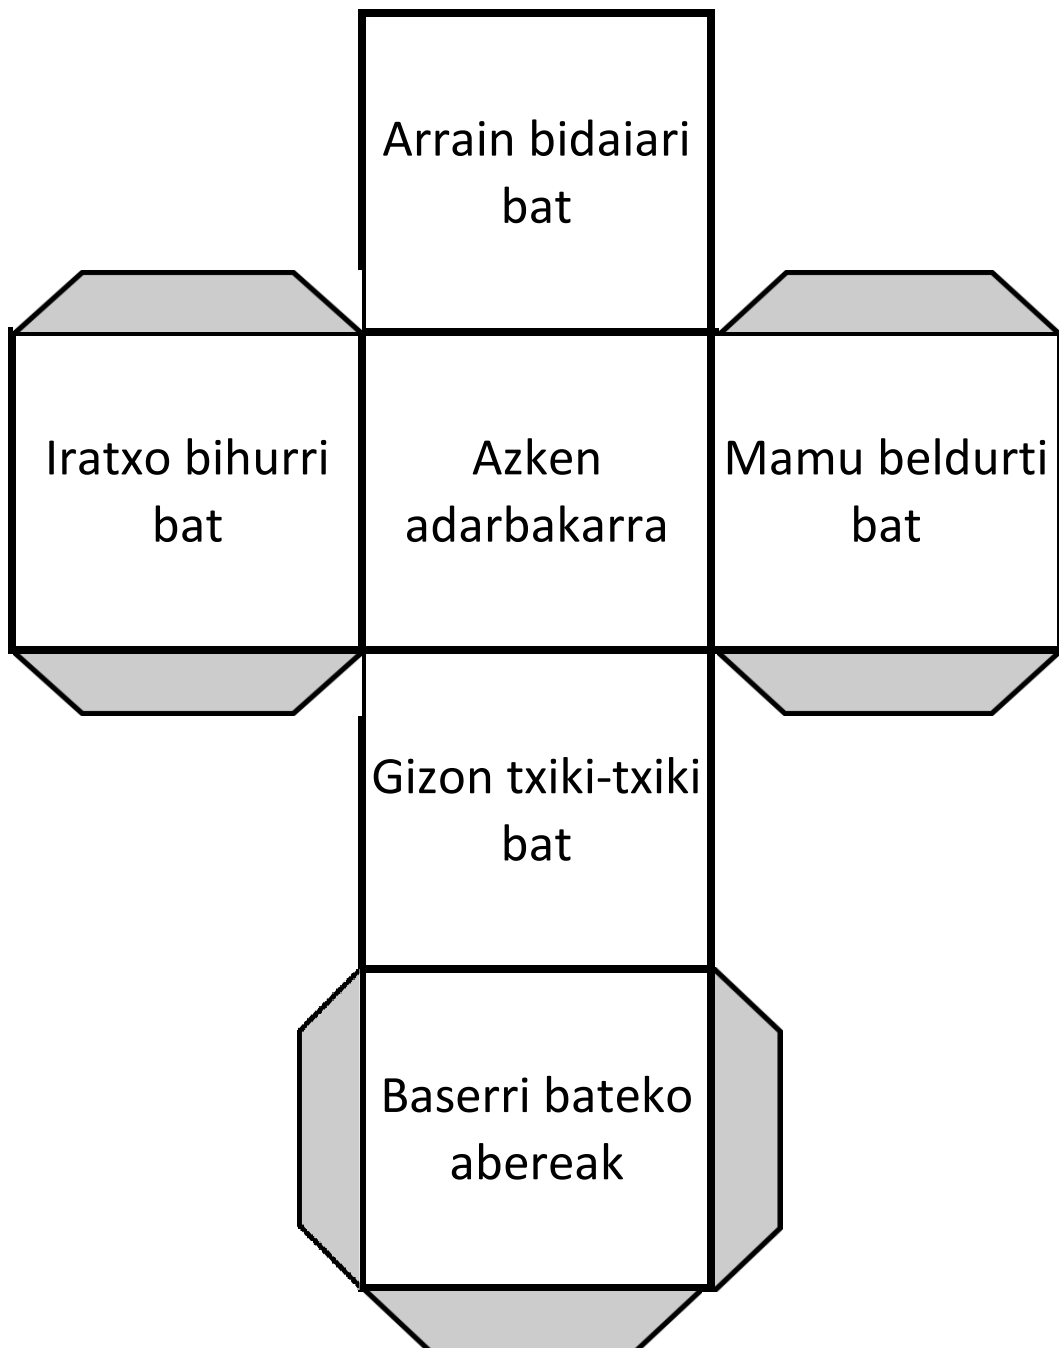 Arrain bidaiari
bat
Iratxo bihurri
bat
Azken
adarbakarra
Mamu beldurti
bat
Gizon txiki-txiki
bat
Baserri bateko
abereak